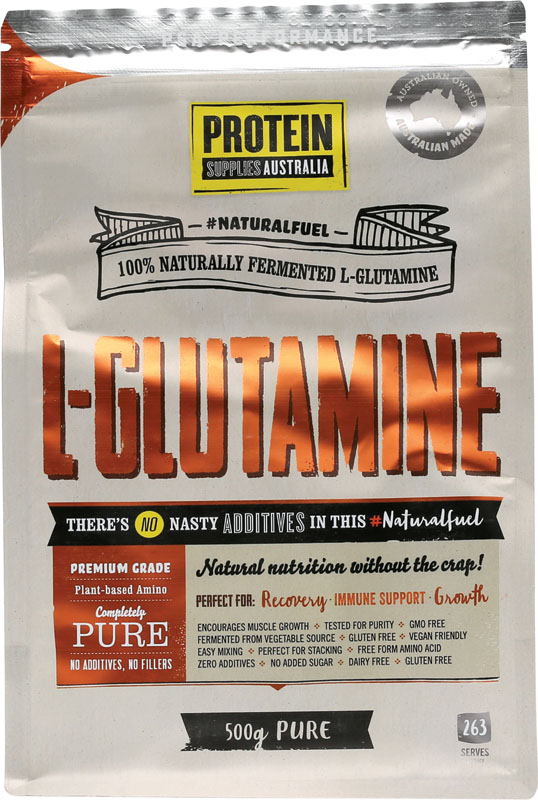 PERFORMANCE
AUSTRALIAN OWNED
AUSTRALIAN MADE
PROTEIN
SUPPLIES AUSTRALIA
#NATURALFUEL
100% NATURALLY FERMENTED L-GLUTAMINE
L-GLUTAMINE
THERE'S NO NASTY ADDITIVES IN THIS #Naturalfuel
PREMIUM GRADE
Plant-based Amino
Completely
PURE
NO ADDITIVES, NO FILLERS
Natural nutrition without the crap!
PERFECT FOR: Recovery · IMMUNE SUPPORT · Growth
ENCOURAGES MUSCLE GROWTH ❖ TESTED FOR PURITY ❖ GMO FREE
FERMENTED FROM VEGETABLE SOURCE ❖ GLUTEN FREE ❖ VEGAN FRIENDLY
EASY MIXING ❖ PERFECT FOR STACKING ❖ FREE FORM AMINO ACID
ZERO ADDITIVES ❖ NO ADDED SUGAR ❖ DAIRY FREE ❖ GLUTEN FREE
500g PURE
263
SERVES